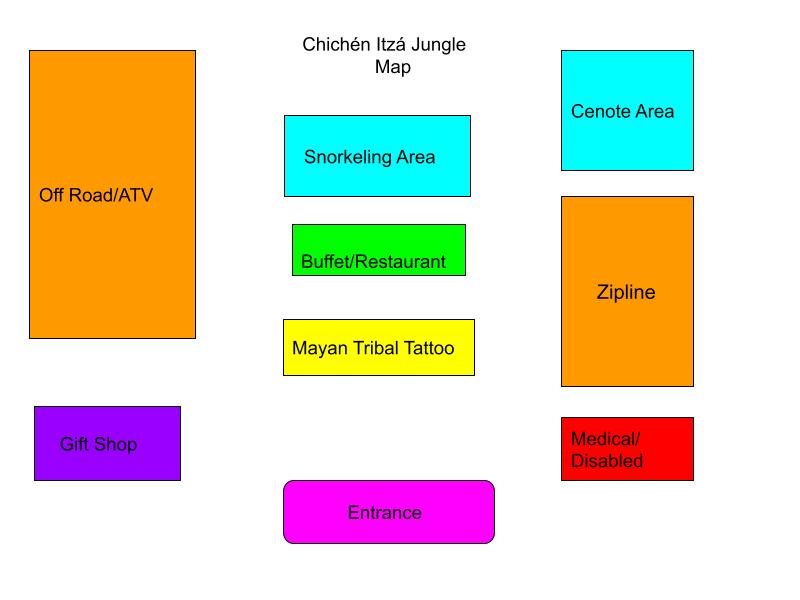 Chichén Itzá Jungle
Map
Cenote Area
Snorkeling Area
Off Road/ATV
Buffet/Restaurant
Zipline
Mayan Tribal Tattoo
Gift Shop
Medical/
Disabled
Entrance